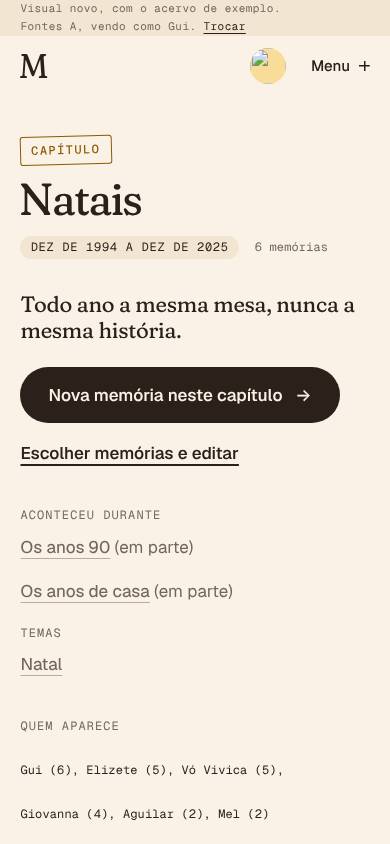 Visual novo, com o acervo de exemplo.
Fontes A, vendo como Gui. Trocar
M
Menu +
CAPÍTULO
Natais
DEZ DE 1994 A DEZ DE 2025 6 memórias
Todo ano a mesma mesa, nunca a
mesma história.
Nova memória neste capítulo →
Escolher memórias e editar
ACONTECEU DURANTE
Os anos 90 (em parte)
Os anos de casa (em parte)
TEMAS
Natal
QUEM APARECE
Gui (6), Elizete (5), Vó Vivica (5),
Giovanna (4), Aguilar (2), Mel (2)